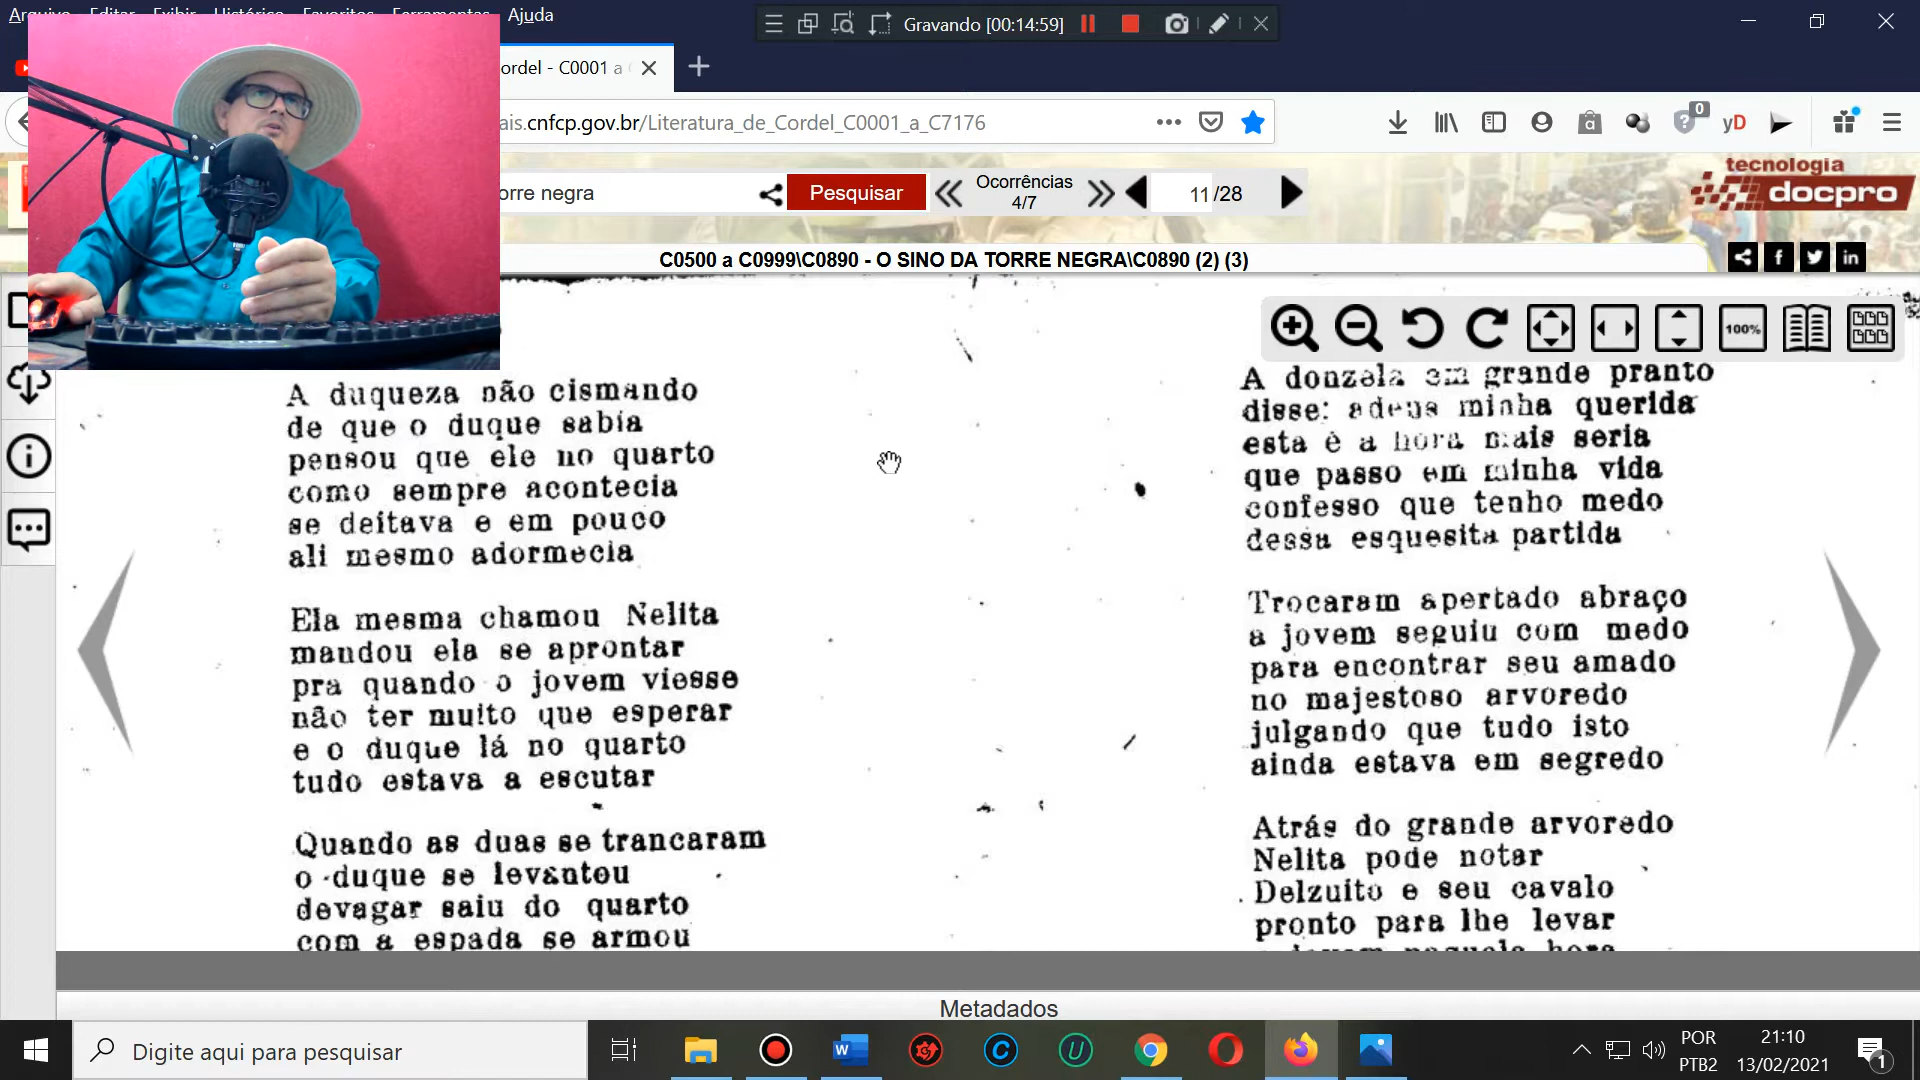 Arquivo Editar Exibir Histórico Favoritos Ferramentas Ajuda
Gravando [00:14:59]
ordel - C0001 a
ais.cnfcp.gov.br/Literatura_de_Cordel_C0001_a_C7176
0
yD
tecnologia
docpro
orre negra
Pesquisar
Ocorrências
4/7
11 /28
C0500 a C0999\C0890 - O SINO DA TORRE NEGRA\C0890 (2) (3)
100%
A duqueza não cismando
de que o duque sabia
pensou que ele no quarto
como sempre acontecia
se deitava e em pouco
ali mesmo adormecia
Ela mesma chamou Nelita
mandou ela se aprontar
pra quando o jovem viesse
não ter muito que esperar
e o duque lá no quarto
tudo estava a escutar
Quando as duas se trancaram
o duque se levantou
devagar saiu do quarto
com a espada se armou
A donzela em grande pranto
disse: adeus minha querida
esta é a hora mais seria
que passo em minha vida
confesso que tenho medo
dessa esquesita partida
Trocaram apertado abraço
a jovem seguiu com medo
para encontrar seu amado
no majestoso arvoredo
julgando que tudo isto
ainda estava em segredo
Atrás do grande arvoredo
Nelita pode notar
Delzuito e seu cavalo
pronto para lhe levar
Metadados
Digite aqui para pesquisar
POR
PTB2
21:10
13/02/2021
1